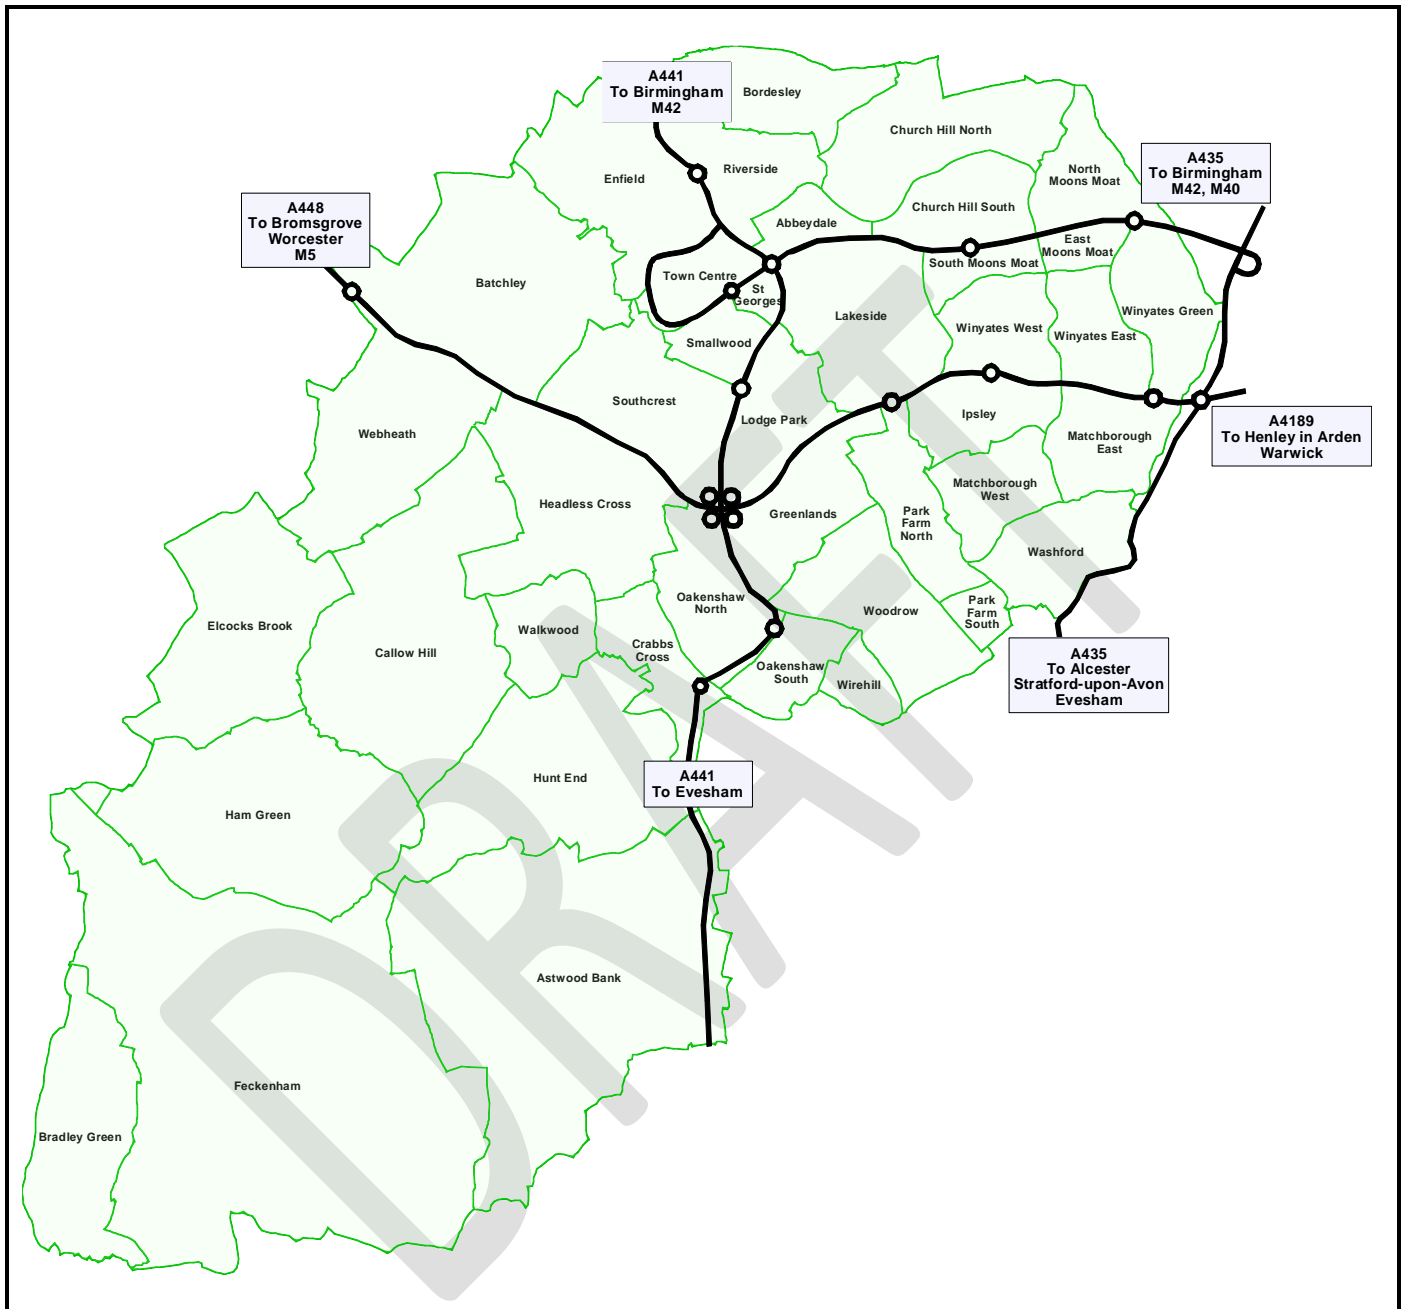 A441
To Birmingham
M42
Bordesley
Church Hill North
A435
To Birmingham
M42, M40
North
Moons Moat
Riverside
Enfield
A448
To Bromsgrove
Worcester
M5
Church Hill South
Abbeydale
East
Moons Moat
South Moons Moat
Town Centre
Batchley
St
Georges
Winyates Green
Lakeside
Winyates West
Winyates East
Smallwood
Southcrest
Ipsley
Lodge Park
A4189
To Henley in Arden
Warwick
Webheath
Matchborough
East
Matchborough
West
Headless Cross
Greenlands
Park
Farm
North
Washford
Oakenshaw
North
Woodrow
Park
Farm
South
Elcocks Brook
Walkwood
Callow Hill
Crabbs
Cross
A435
To Alcester
Stratford-upon-Avon
Evesham
Oakenshaw
South
Wirehill
Hunt End
A441
To Evesham
Ham Green
Astwood Bank
Feckenham
Bradley Green
DRAFT